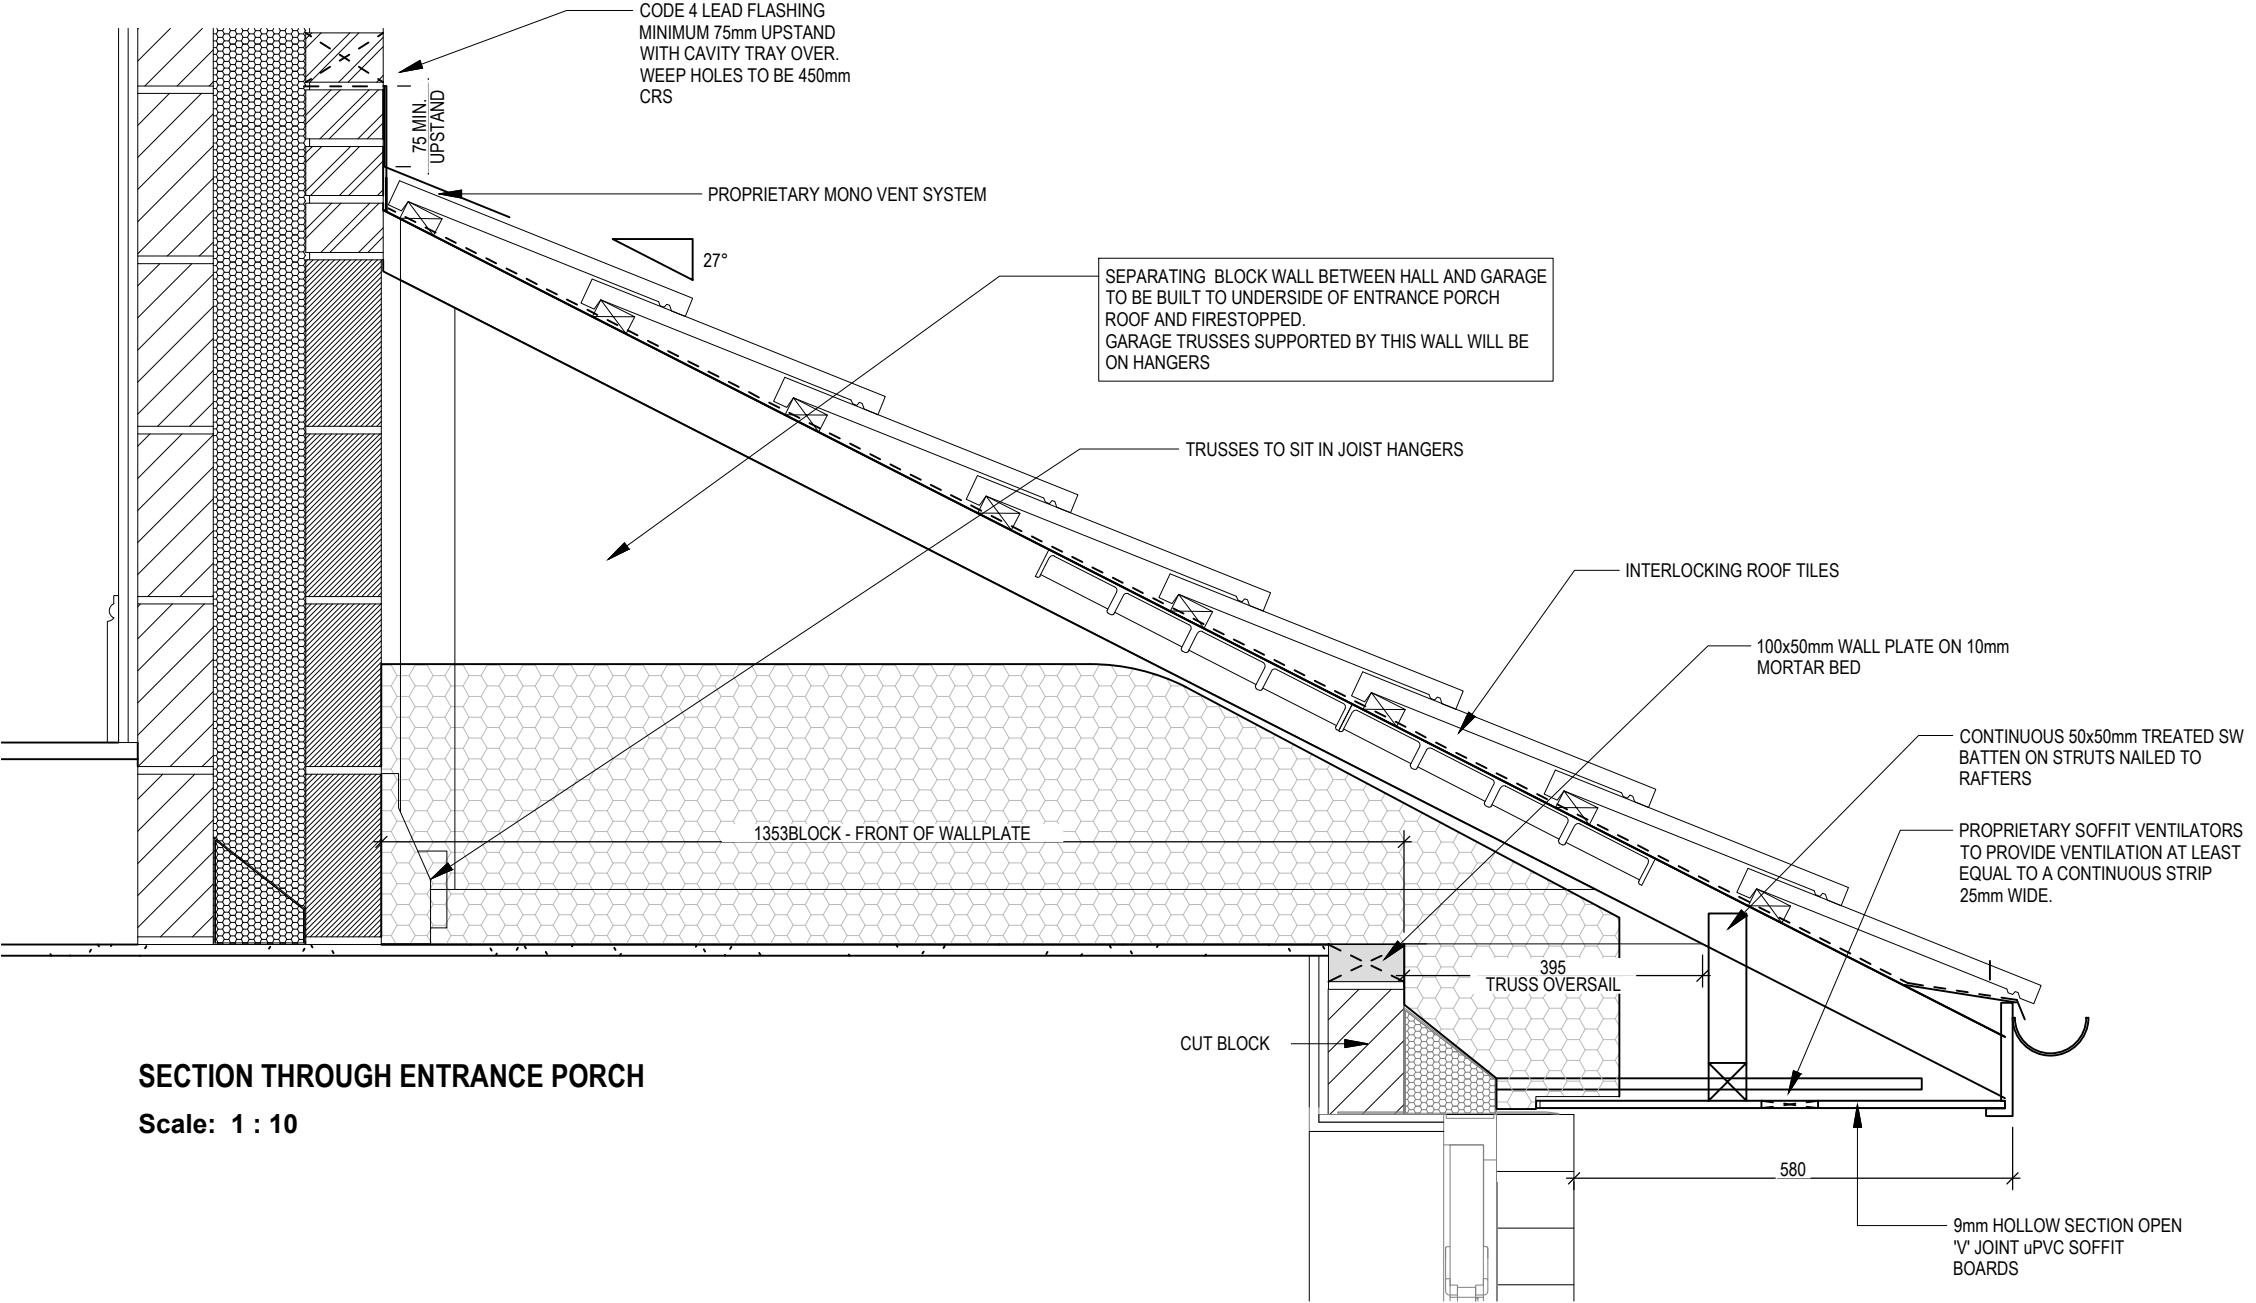 CODE 4 LEAD FLASHING
MINIMUM 75mm UPSTAND
WITH CAVITY TRAY OVER.
WEEP HOLES TO BE 450mm
CRS
75 MIN.
UPSTAND
PROPRIETARY MONO VENT SYSTEM
27°
SEPARATING BLOCK WALL BETWEEN HALL AND GARAGE
TO BE BUILT TO UNDERSIDE OF ENTRANCE PORCH
ROOF AND FIRESTOPPED.
GARAGE TRUSSES SUPPORTED BY THIS WALL WILL BE
ON HANGERS
TRUSSES TO SIT IN JOIST HANGERS
INTERLOCKING ROOF TILES
100x50mm WALL PLATE ON 10mm
MORTAR BED
CONTINUOUS 50x50mm TREATED SW
BATTEN ON STRUTS NAILED TO
RAFTERS
PROPRIETARY SOFFIT VENTILATORS
TO PROVIDE VENTILATION AT LEAST
EQUAL TO A CONTINUOUS STRIP
25mm WIDE.
1353BLOCK - FRONT OF WALLPLATE
395
TRUSS OVERSAIL
CUT BLOCK
SECTION THROUGH ENTRANCE PORCH
Scale: 1 : 10
580
9mm HOLLOW SECTION OPEN
'V' JOINT uPVC SOFFIT
BOARDS